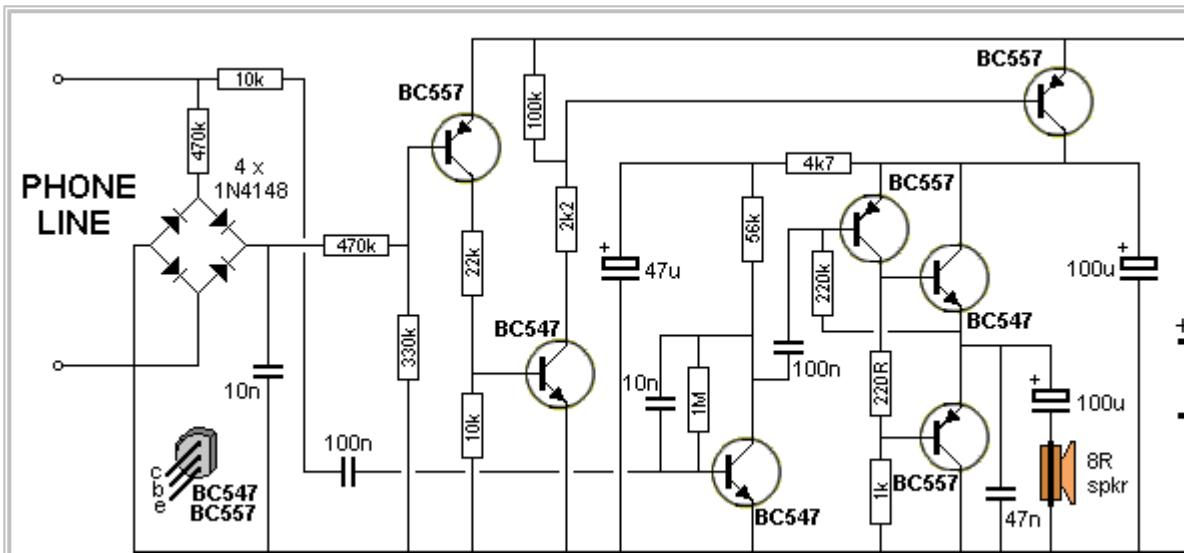 10k
470k
4 x
1N4148
PHONE
LINE
470k
10n
c
b
e
BC547
BC557
100n
BC557
22k
330k
10k
100k
2k2
BC547
+
47u
4k7
56k
10n
1M
BC547
100n
220k
BC557
BC557
BC547
220R
1k
BC557
47n
+
100u
8R
spkr
+
100u
+